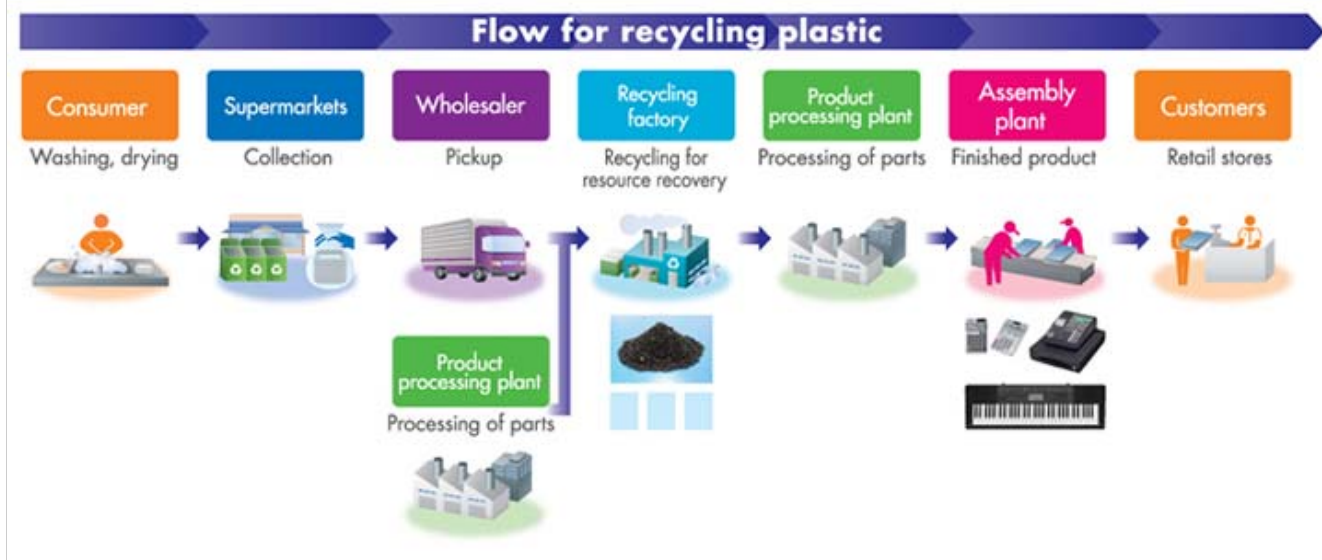 Flow for recycling plastic
Consumer
Washing, drying
Supermarkets
Collection
Wholesaler
Pickup
Recycling
factory
Recycling for
resource recovery
Product
processing plant
Processing of parts
Assembly
plant
Finished product
Customers
Retail stores
Product
processing plant
Processing of parts